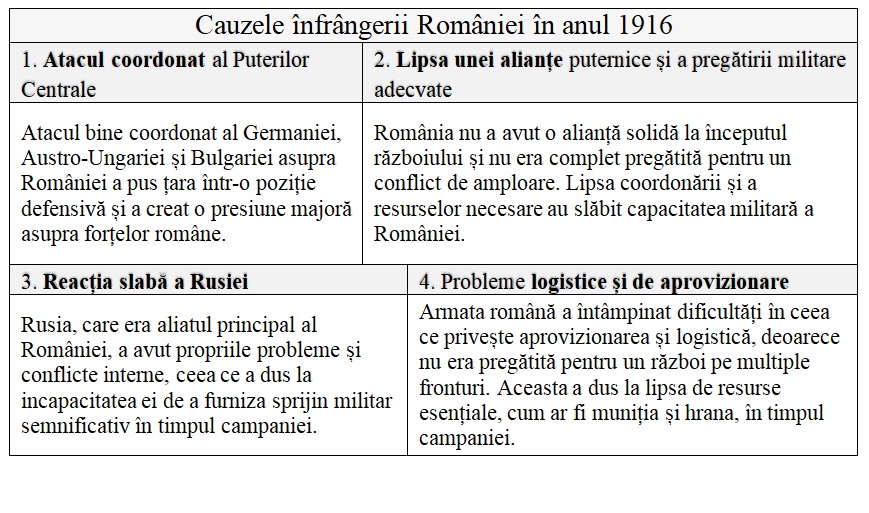 Cauzele înfrângerii României în anul 1916
1. Atacul coordonat al Puterilor
Centrale
2. Lipsa unei alianțe puternice și a pregătirii militare
adecvate
Atacul bine coordonat al Germaniei,
Austro-Ungariei și Bulgariei asupra
României a pus țara într-o poziție
defensivă și a creat o presiune majoră
asupra forțelor române.
România nu a avut o alianță solidă la începutul
războiului și nu era complet pregătită pentru un
conflict de amploare. Lipsa coordonării și a
resurselor necesare au slăbit capacitatea militară a
României.
3. Reacția slabă a Rusiei
4. Probleme logistice și de aprovizionare
Rusia, care era aliatul principal al
României, a avut propriile probleme și
conflicte interne, ceea ce a dus la
incapacitatea ei de a furniza sprijin militar
semnificativ în timpul campaniei.
Armata română a întâmpinat dificultăți în ceea
ce privește aprovizionarea și logistică, deoarece
nu era pregătită pentru un război pe multiple
fronturi. Aceasta a dus la lipsa de resurse
esențiale, cum ar fi muniția și hrana, în timpul
campaniei.